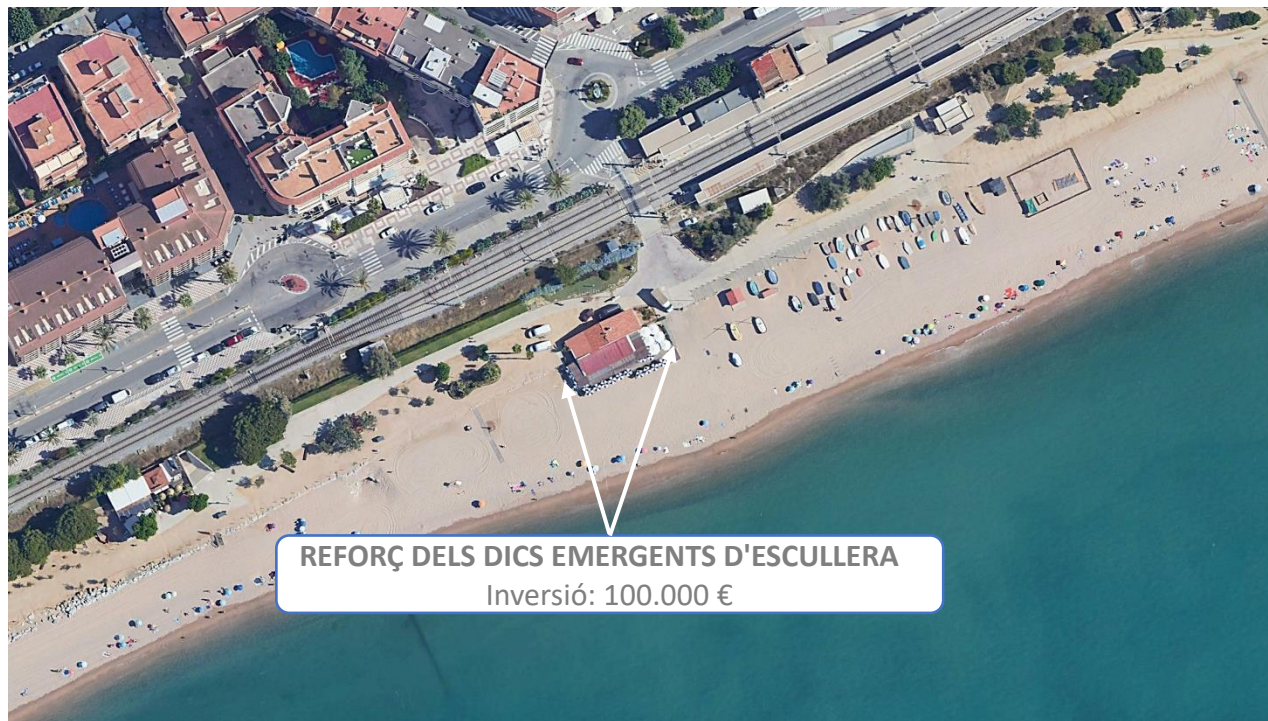 REFORÇ DELS DICS EMERGENTS D'ESCULLERA
Inversió: 100.000 €